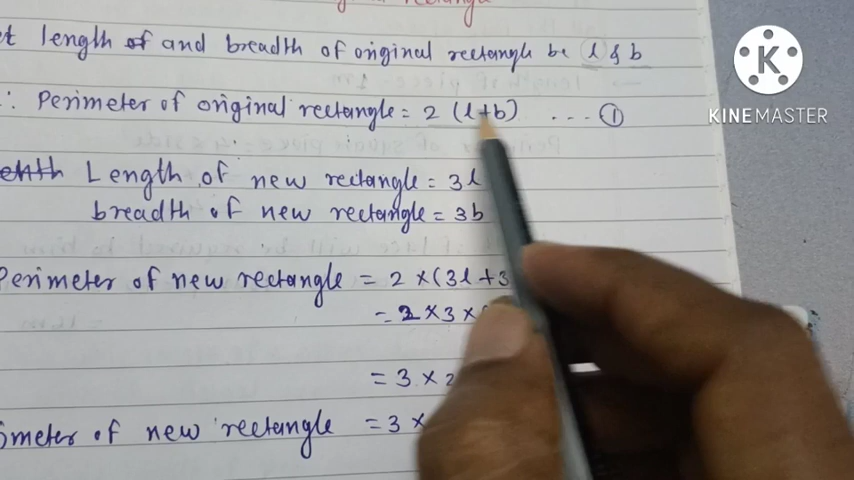 length of and breadth of original rectangle be l & b
∴ Perimeter of original rectangle = 2 (l+b) ... ①
Length of new rectangle = 3l
breadth of new rectangle = 3b
Perimeter of new rectangle = 2 × (3l + 3
= 2 × 3 ×
= 3 × 2
of new rectangle = 3 ×
K
KINEMASTER